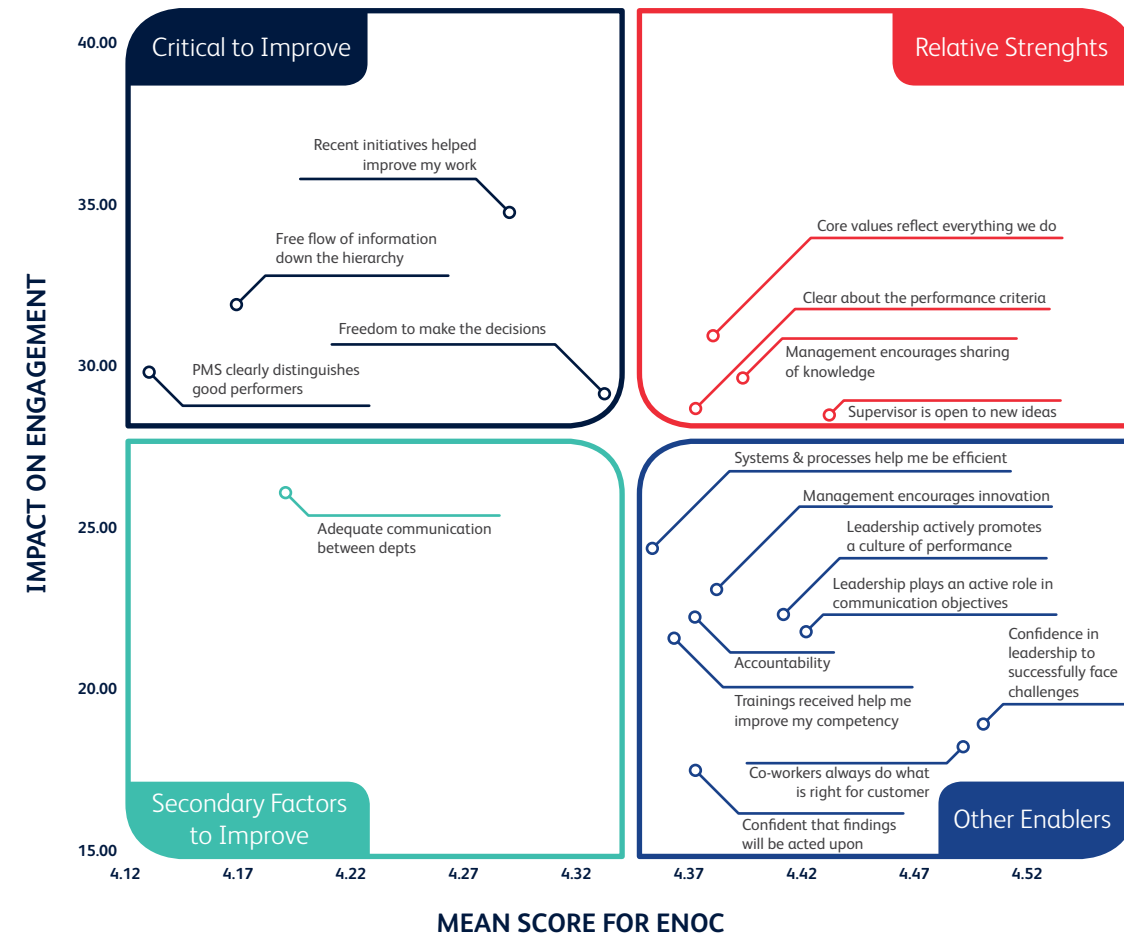 Critical to Improve
Relative Strenghts
40.00
35.00
30.00
25.00
20.00
15.00
IMPACT ON ENGAGEMENT
Recent initiatives helped
improve my work
Free flow of information
down the hierarchy
Freedom to make the decisions
PMS clearly distinguishes
good performers
Core values reflect everything we do
Clear about the performance criteria
Management encourages sharing
of knowledge
Supervisor is open to new ideas
Adequate communication
between depts
Secondary Factors
to Improve
Systems & processes help me be efficient
Management encourages innovation
Leadership actively promotes
a culture of performance
Leadership plays an active role in
communication objectives
Confidence in
leadership to
successfully face
challenges
Accountability
Trainings received help me
improve my competency
Co-workers always do what
is right for customer
Confident that findings
will be acted upon
Other Enablers
4.12
4.17
4.22
4.27
4.32
4.37
4.42
4.47
4.52
MEAN SCORE FOR ENOC